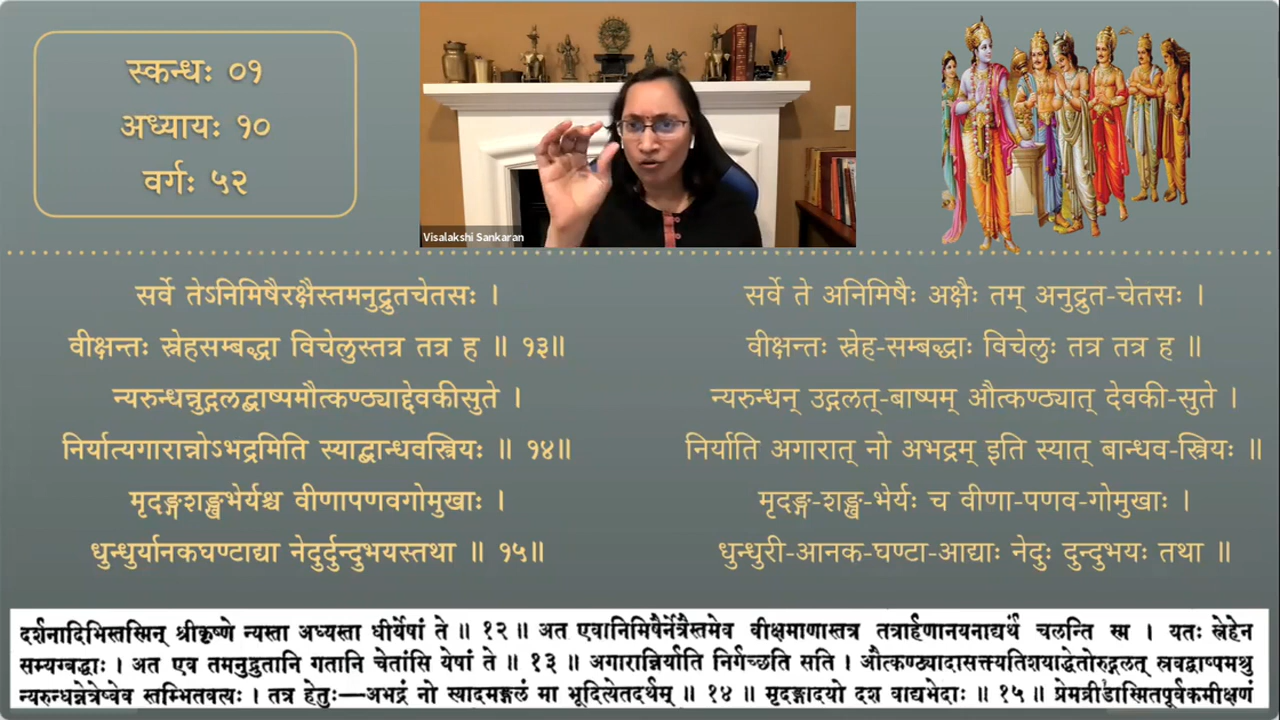 स्कन्धः ०१
अध्यायः १०
वर्गः ५२
Visalakshi Sankaran
सर्वे तेऽनिमिषैरक्षैस्तमनुद्रुतचेतसः ।
वीक्षन्तः स्नेहसम्बद्धा विचेलुस्तत्र तत्र ह ॥ १३॥
न्यरुन्धन्नुद्गलद्बाष्पमौत्कण्ठ्याद्देवकीसुते ।
निर्यात्यगारान्नोऽभद्रमिति स्याद्बान्धवस्त्रियः ॥ १४॥
मृदङ्गशङ्खभेर्यश्च वीणापणवगोमुखाः ।
धुन्धुर्यानकघण्टाद्या नेदुर्दुन्दुभयस्तथा ॥ १५॥
सर्वे ते अनिमिषैः अक्षैः तम् अनुद्रुत-चेतसः ।
वीक्षन्तः स्नेह-सम्बद्धाः विचेलुः तत्र तत्र ह ॥
न्यरुन्धन् उद्गलत्-बाष्पम् औत्कण्ठ्यात् देवकी-सुते ।
निर्याति अगारात् नो अभद्रम् इति स्यात् बान्धव-स्त्रियः ॥
मृदङ्ग-शङ्ख-भेर्यः च वीणा-पणव-गोमुखाः ।
धुन्धुरी-आनक-घण्टा-आद्याः नेदुः दुन्दुभयः तथा ॥
दर्शनादिभिस्तस्मिन् श्रीकृष्णे न्यस्ता अध्यस्ता धीर्येषां ते ॥ १२ ॥ अत एवानिमिषैर्नेत्रैस्तमेव वीक्षमाणास्तत्र तत्रार्हणानयनाद्यर्थं चलन्ति स्म । यतः स्नेहेन
सम्यग्बद्धाः । अत एव तमनुद्रुतानि गतानि चेतांसि येषां ते ॥ १३ ॥ अगारान्निर्याति निर्गच्छति सति । औत्कण्ठ्यादासक्त्यतिशयाद्धेतोरुद्गलत् स्रवद्बाष्पमश्रु
न्यरुन्धन्नेत्रेष्वेव स्तम्भितवत्यः । तत्र हेतुः—अभद्रं नो स्यादमङ्गलं मा भूदित्येतदर्थम् ॥ १४ ॥ मृदङ्गादयो दश वाद्यभेदाः ॥ १५ ॥ प्रेमव्रीडास्मितपूर्वकमीक्षणं